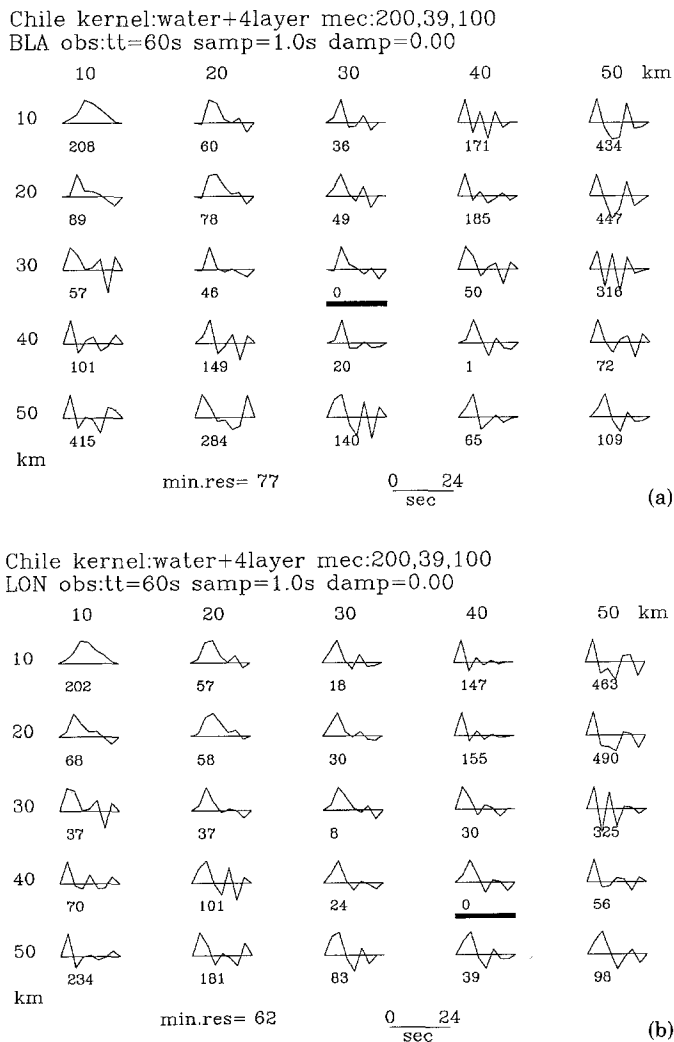 Chile kernel:water+4layer mec:200,39,100
BLA obs:tt=60s samp=1.0s damp=0.00
10 20 30 40 50 km
10
208 60 36 171 434
20
89 78 49 185 447
30
57 46 0 50 316
40
101 149 20 1 72
50
415 284 140 65 109
km
min.res= 77 0 24
sec
(a)
Chile kernel:water+4layer mec:200,39,100
LON obs:tt=60s samp=1.0s damp=0.00
10 20 30 40 50 km
10
202 57 18 147 463
20
68 58 30 155 490
30
37 37 8 30 325
40
70 101 24 0 56
50
234 181 83 39 98
km
min.res= 62 0 24
sec
(b)